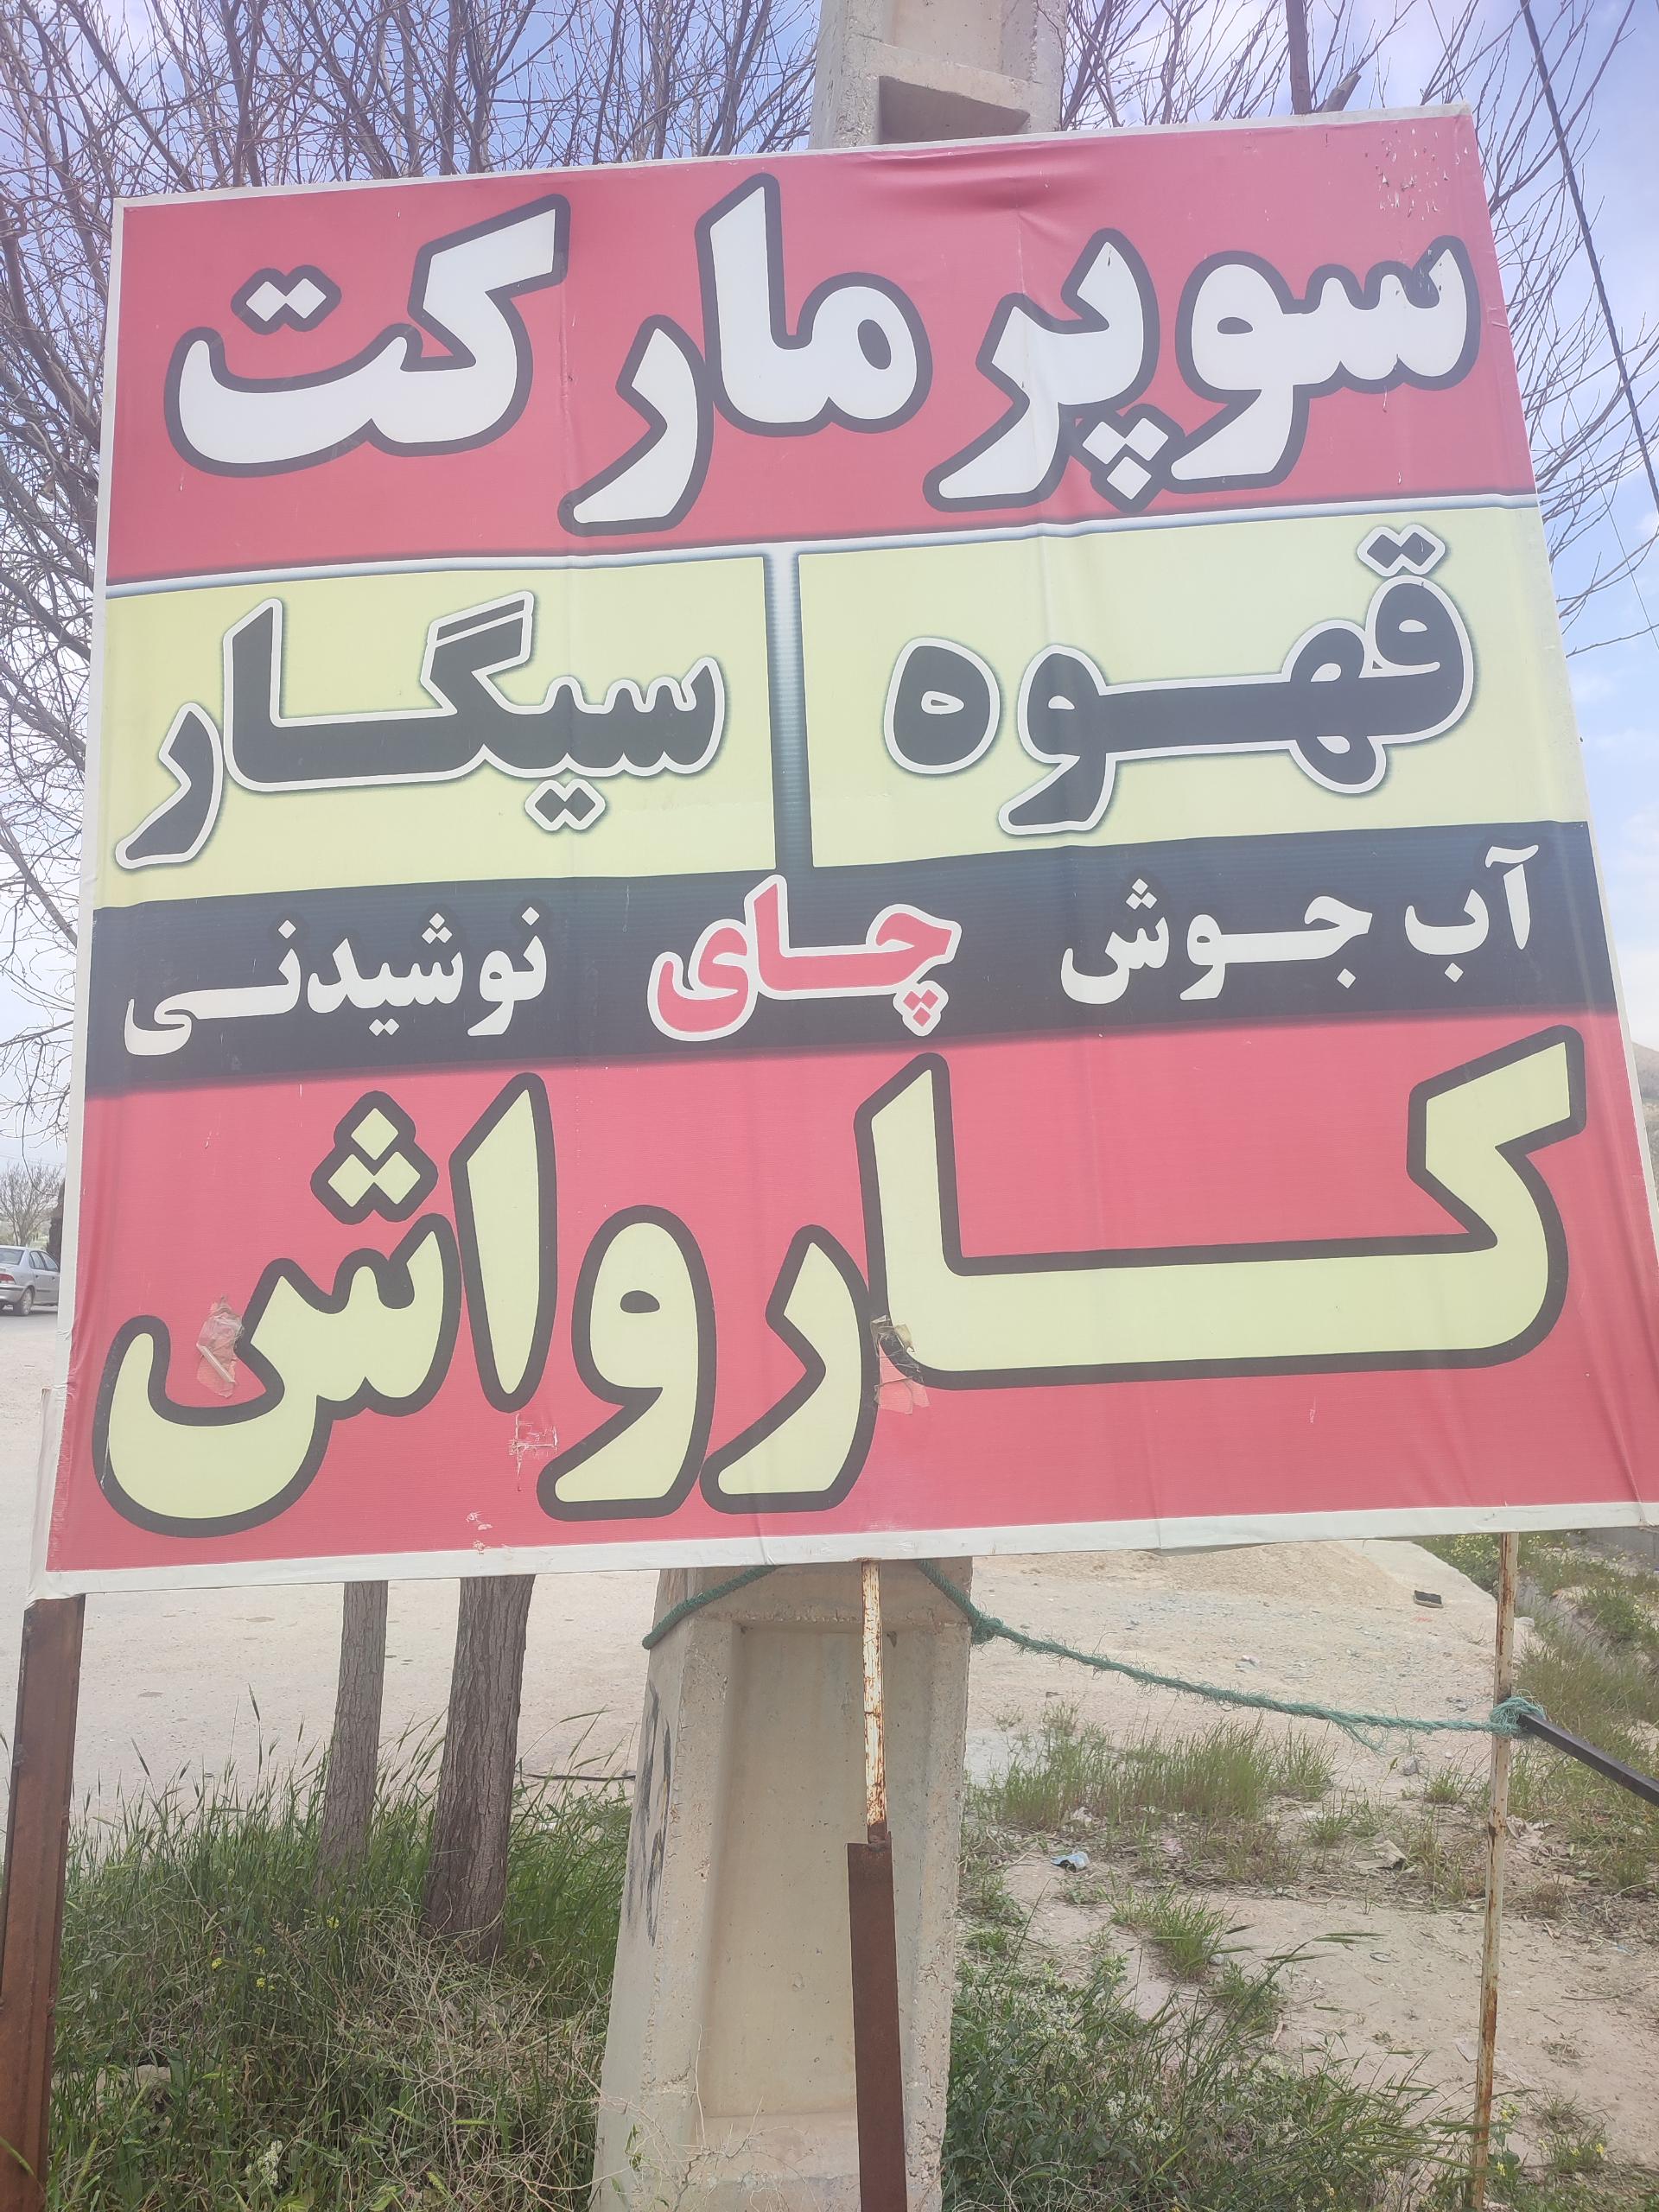 سوپر مارکت
قهوه سیگار
آب جوش چای نوشیدنی
کارواش